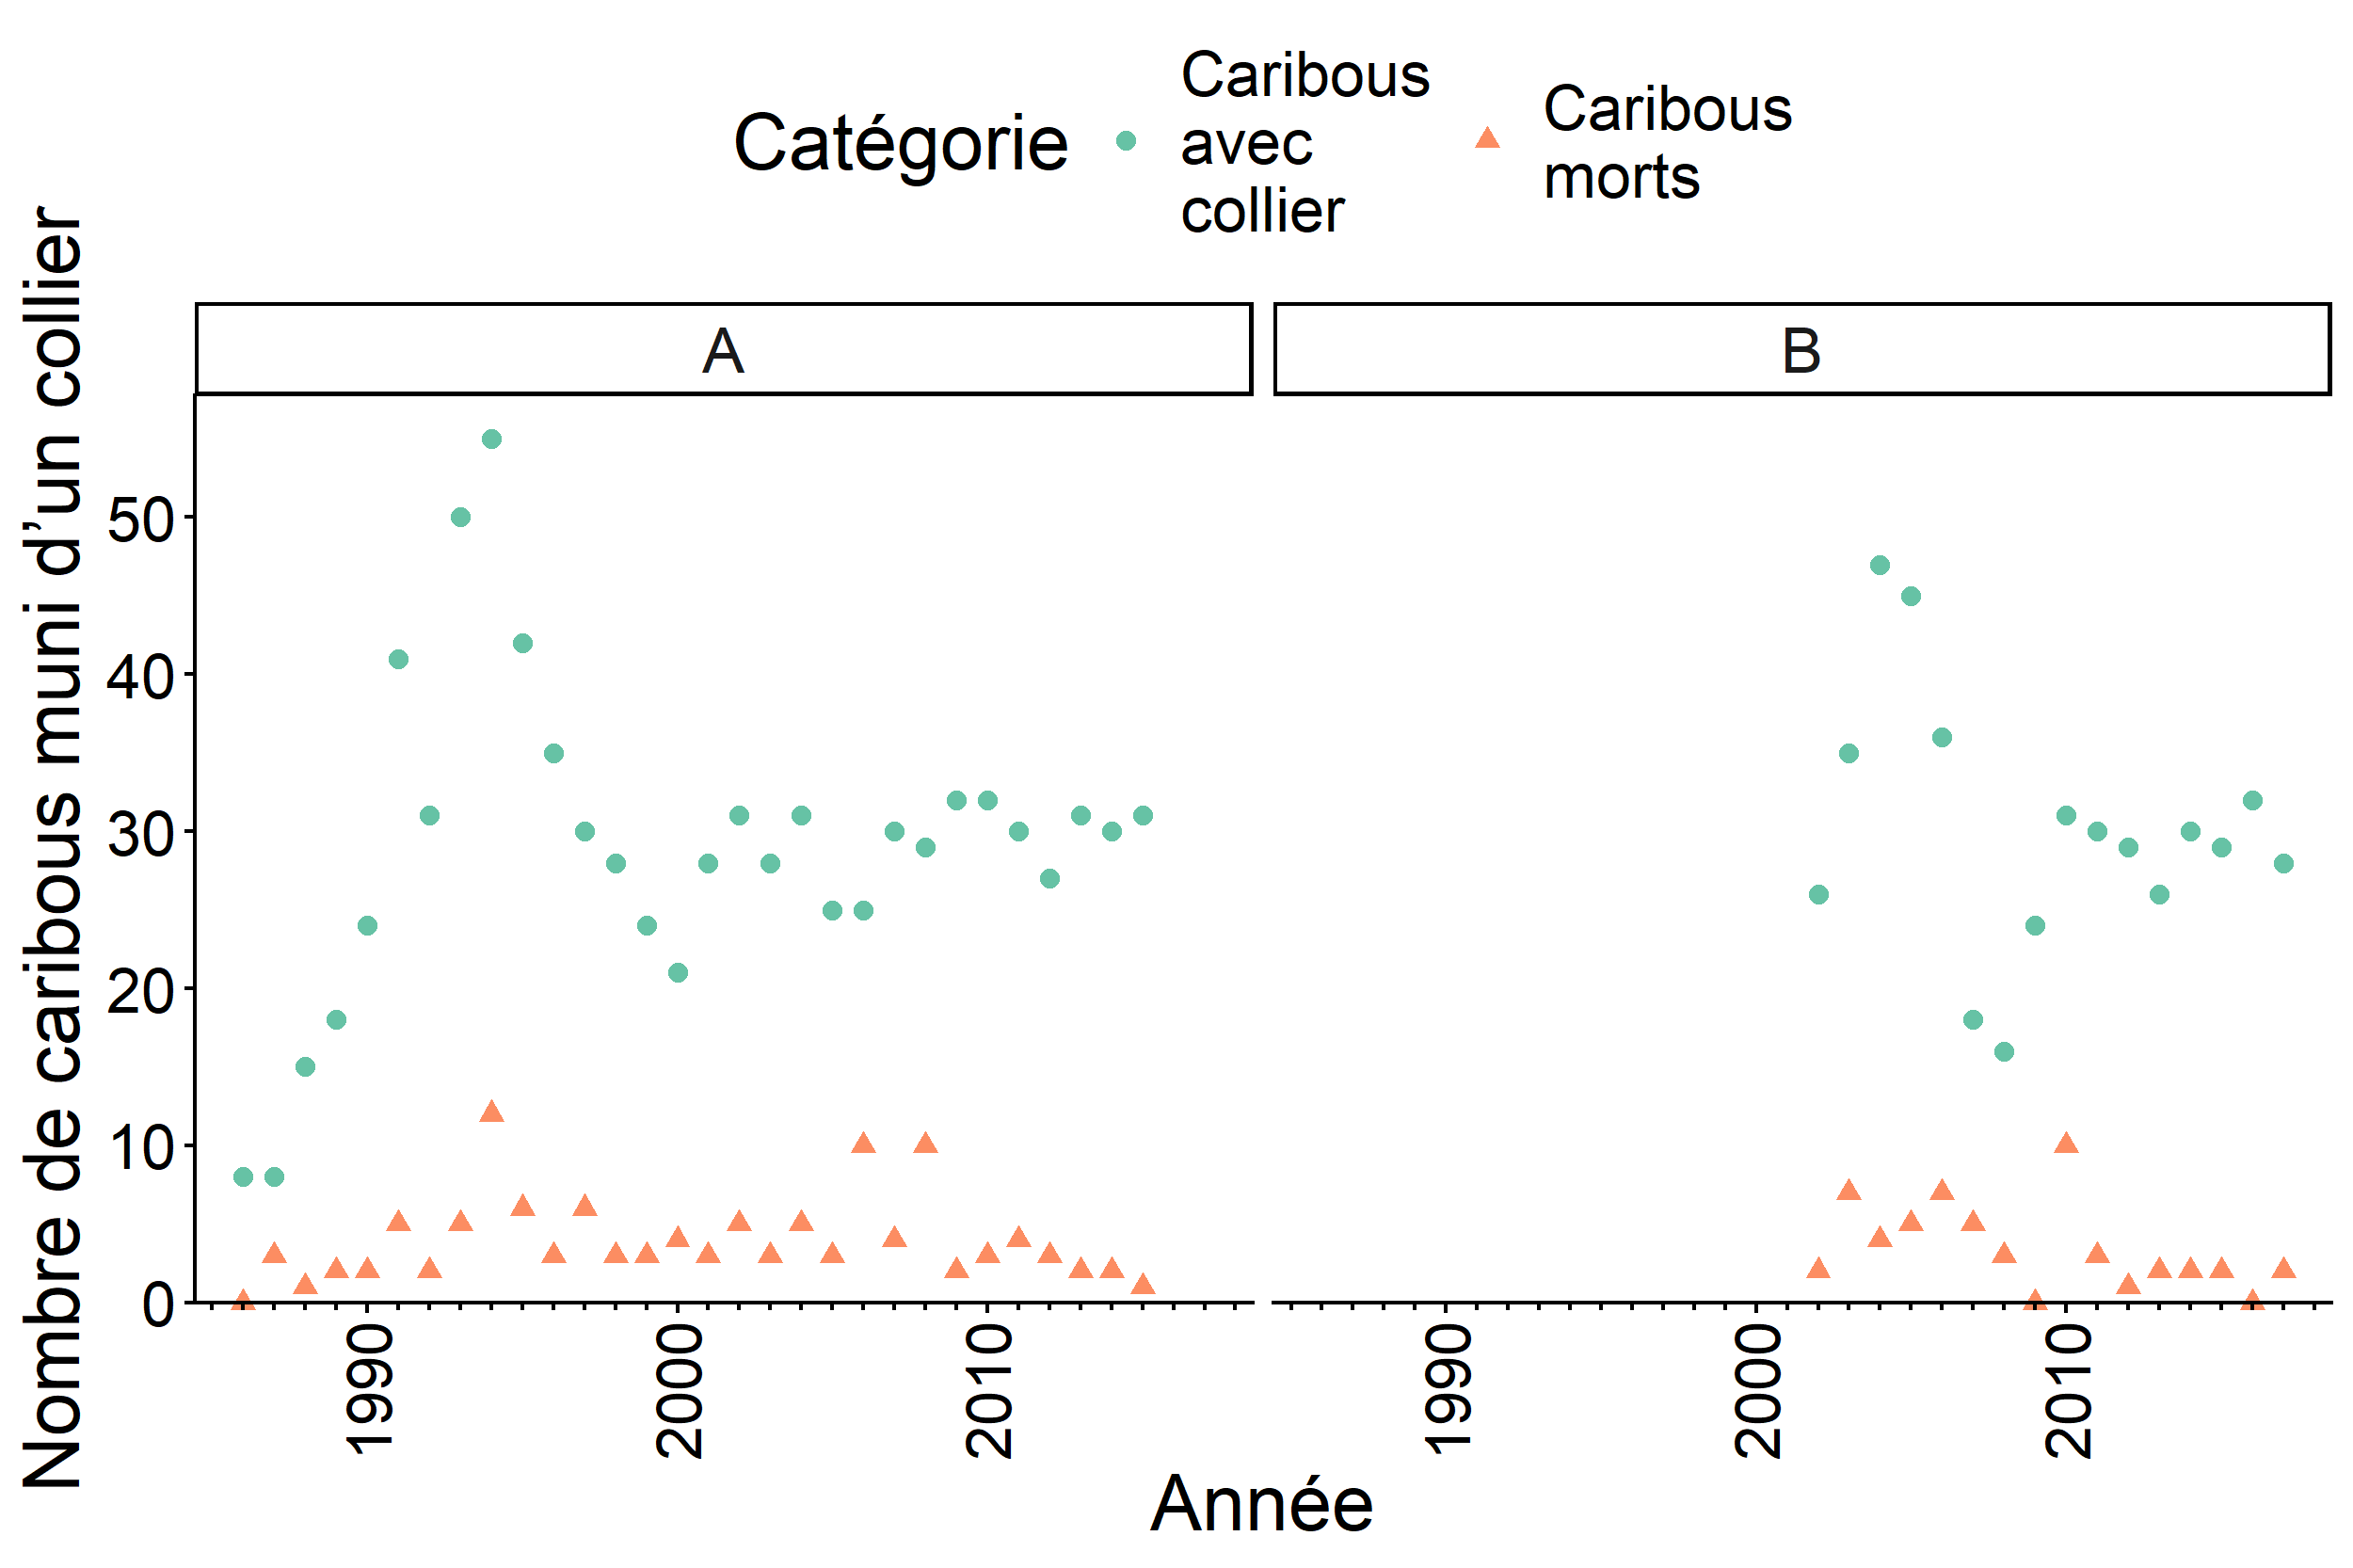 Catégorie
Caribous
avec
collier
Caribous
morts
Nombre de caribous muni d’un collier
A
B
50
40
30
20
10
0
1990
2000
2010
1990
2000
2010
Année